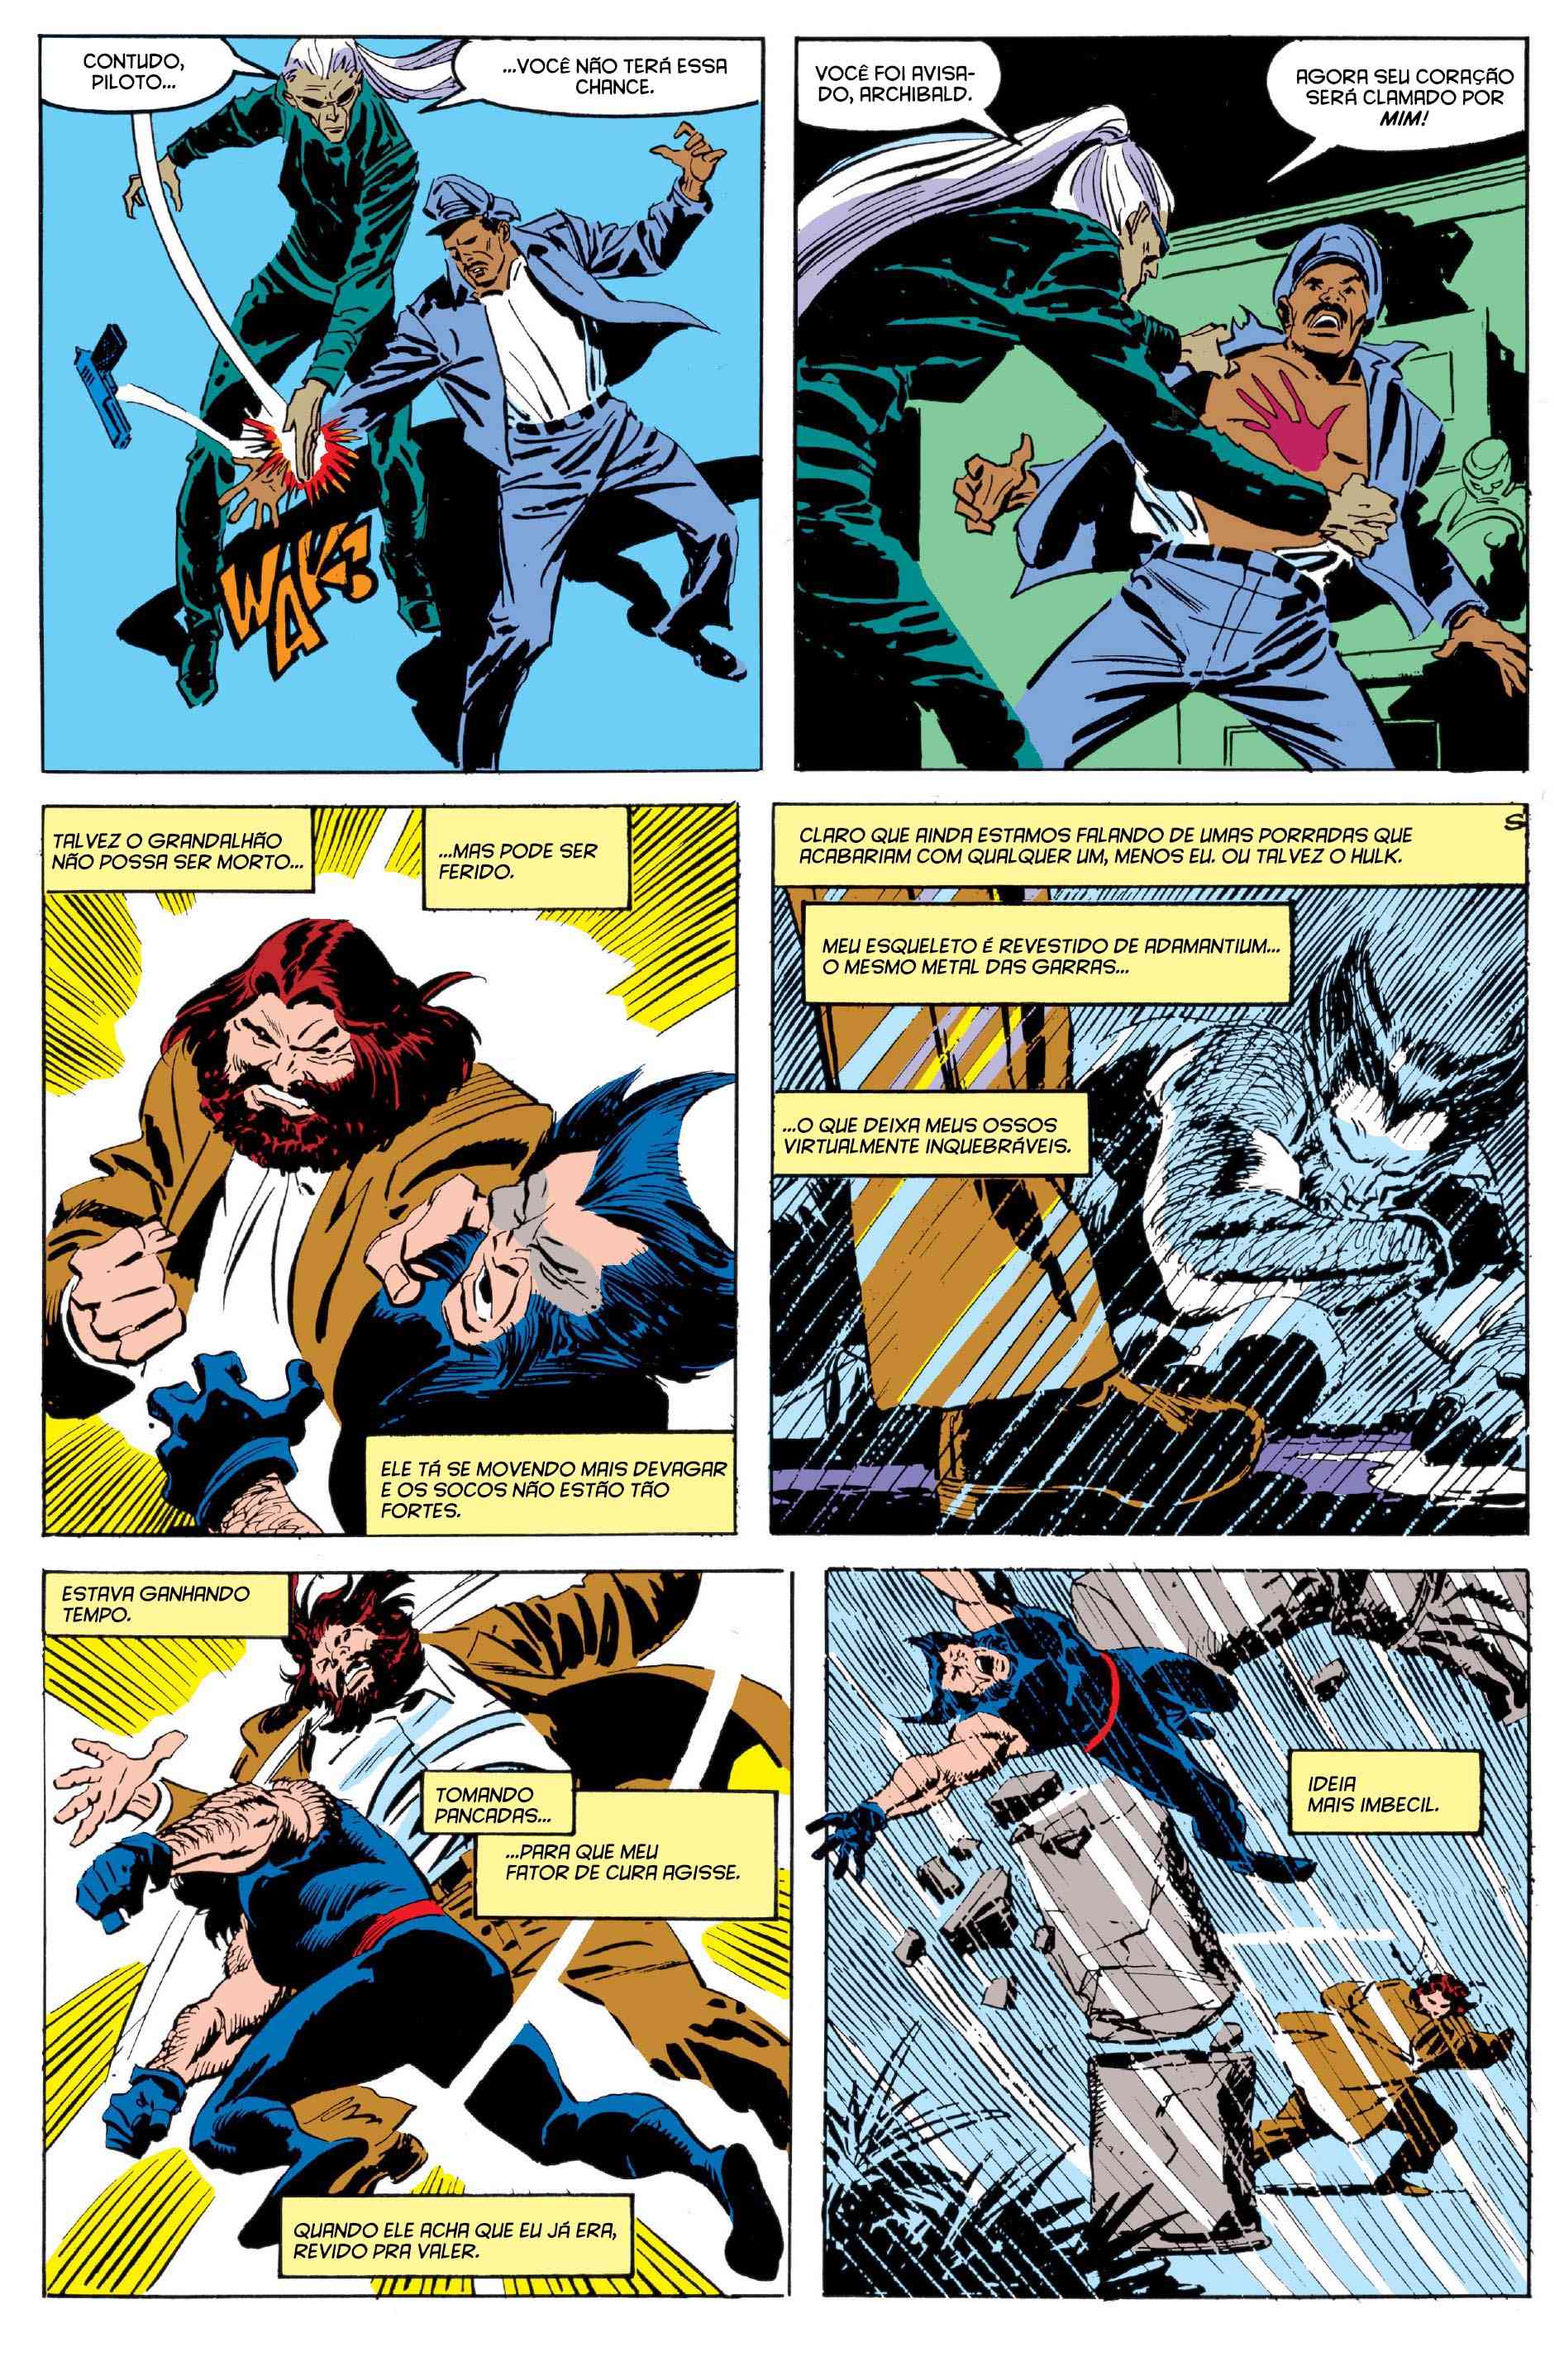 CONTUDO,
PILOTO...
...VOCÊ NÃO TERÁ ESSA
CHANCE.
WAK!
VOCÊ FOI AVISA-
DO, ARCHIBALD.
AGORA SEU CORAÇÃO
SERÁ CLAMADO POR
MIM!
TALVEZ O GRANDALHÃO
NÃO POSSA SER MORTO...
...MAS PODE SER
FERIDO.
ELE TÁ SE MOVENDO MAIS DEVAGAR
E OS SOCOS NÃO ESTÃO TÃO
FORTES.
CLARO QUE AINDA ESTAMOS FALANDO DE UMAS PORRADAS QUE
ACABARIAM COM QUALQUER UM, MENOS EU. OU TALVEZ O HULK.
MEU ESQUELETO É REVESTIDO DE ADAMANTIUM...
O MESMO METAL DAS GARRAS...
...O QUE DEIXA MEUS OSSOS
VIRTUALMENTE INQUEBRÁVEIS.
ESTAVA GANHANDO
TEMPO.
TOMANDO
PANCADAS...
...PARA QUE MEU
FATOR DE CURA AGISSE.
QUANDO ELE ACHA QUE EU JÁ ERA,
REVIDO PRA VALER.
IDEIA
MAIS IMBECIL.